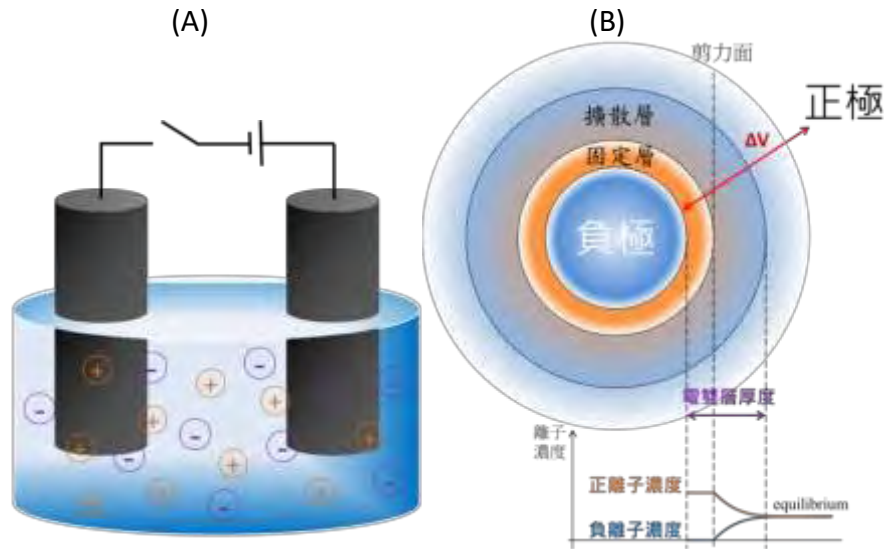 (A)
(B)
剪力面
正極
擴散層
ΔV
固定層
負極
電雙層厚度
離子
濃度
正離子濃度
equilibrium
負離子濃度